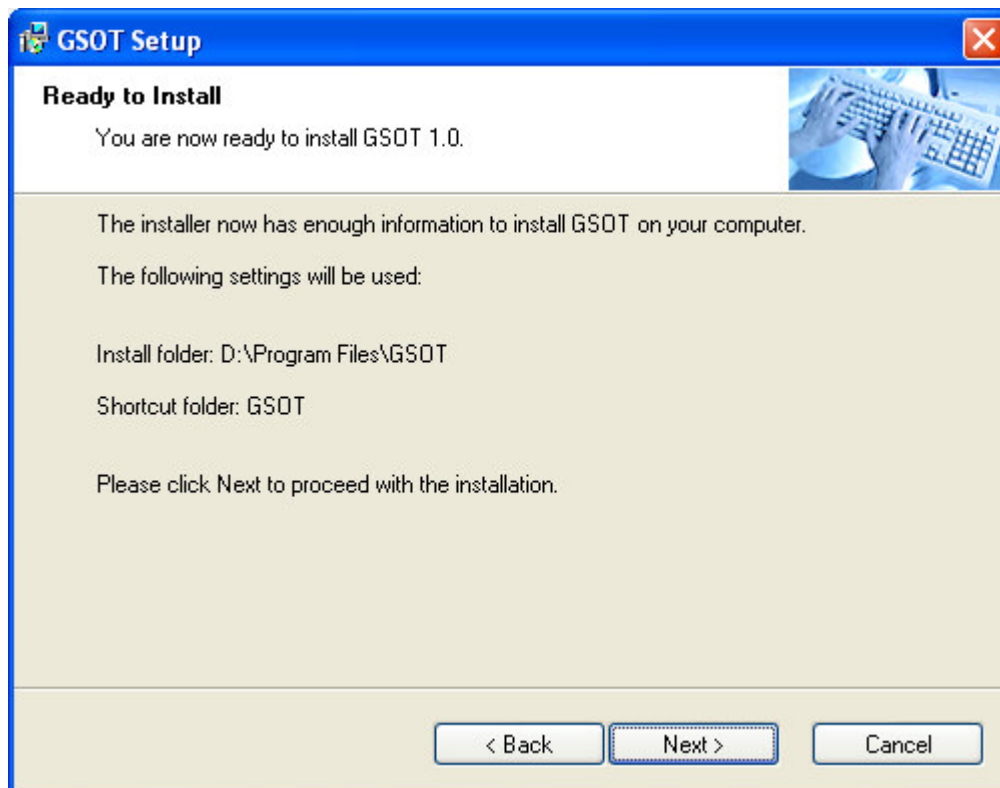 GSOT Setup
Ready to Install
You are now ready to install GSOT 1.0.
The installer now has enough information to install GSOT on your computer.
The following settings will be used:
Install folder: D:\Program Files\GSOT
Shortcut folder: GSOT
Please click Next to proceed with the installation.
< Back
Next >
Cancel